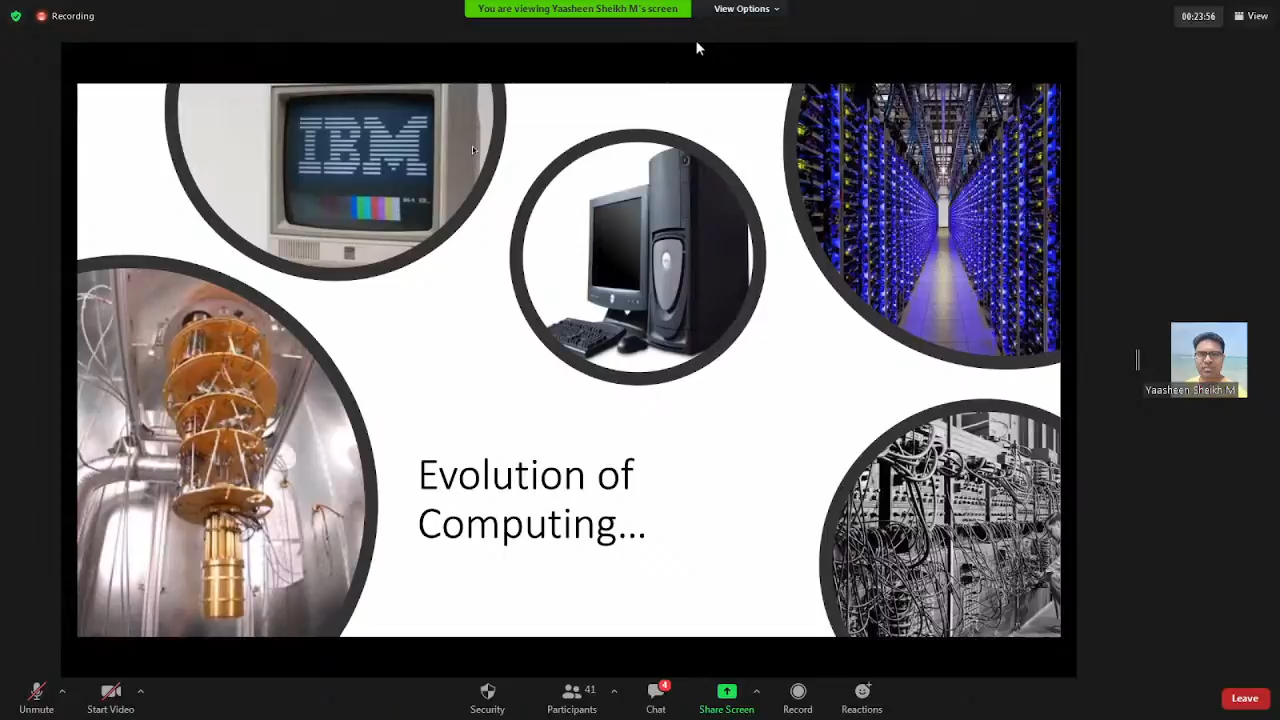 Recording
You are viewing Yaasheen Sheikh M's screen
View Options
00:23:56
View
IBM
Evolution of
Computing...
Yaasheen Sheikh M
Unmute
Start Video
Security
Participants
41
Chat
4
Share Screen
Record
Reactions
Leave